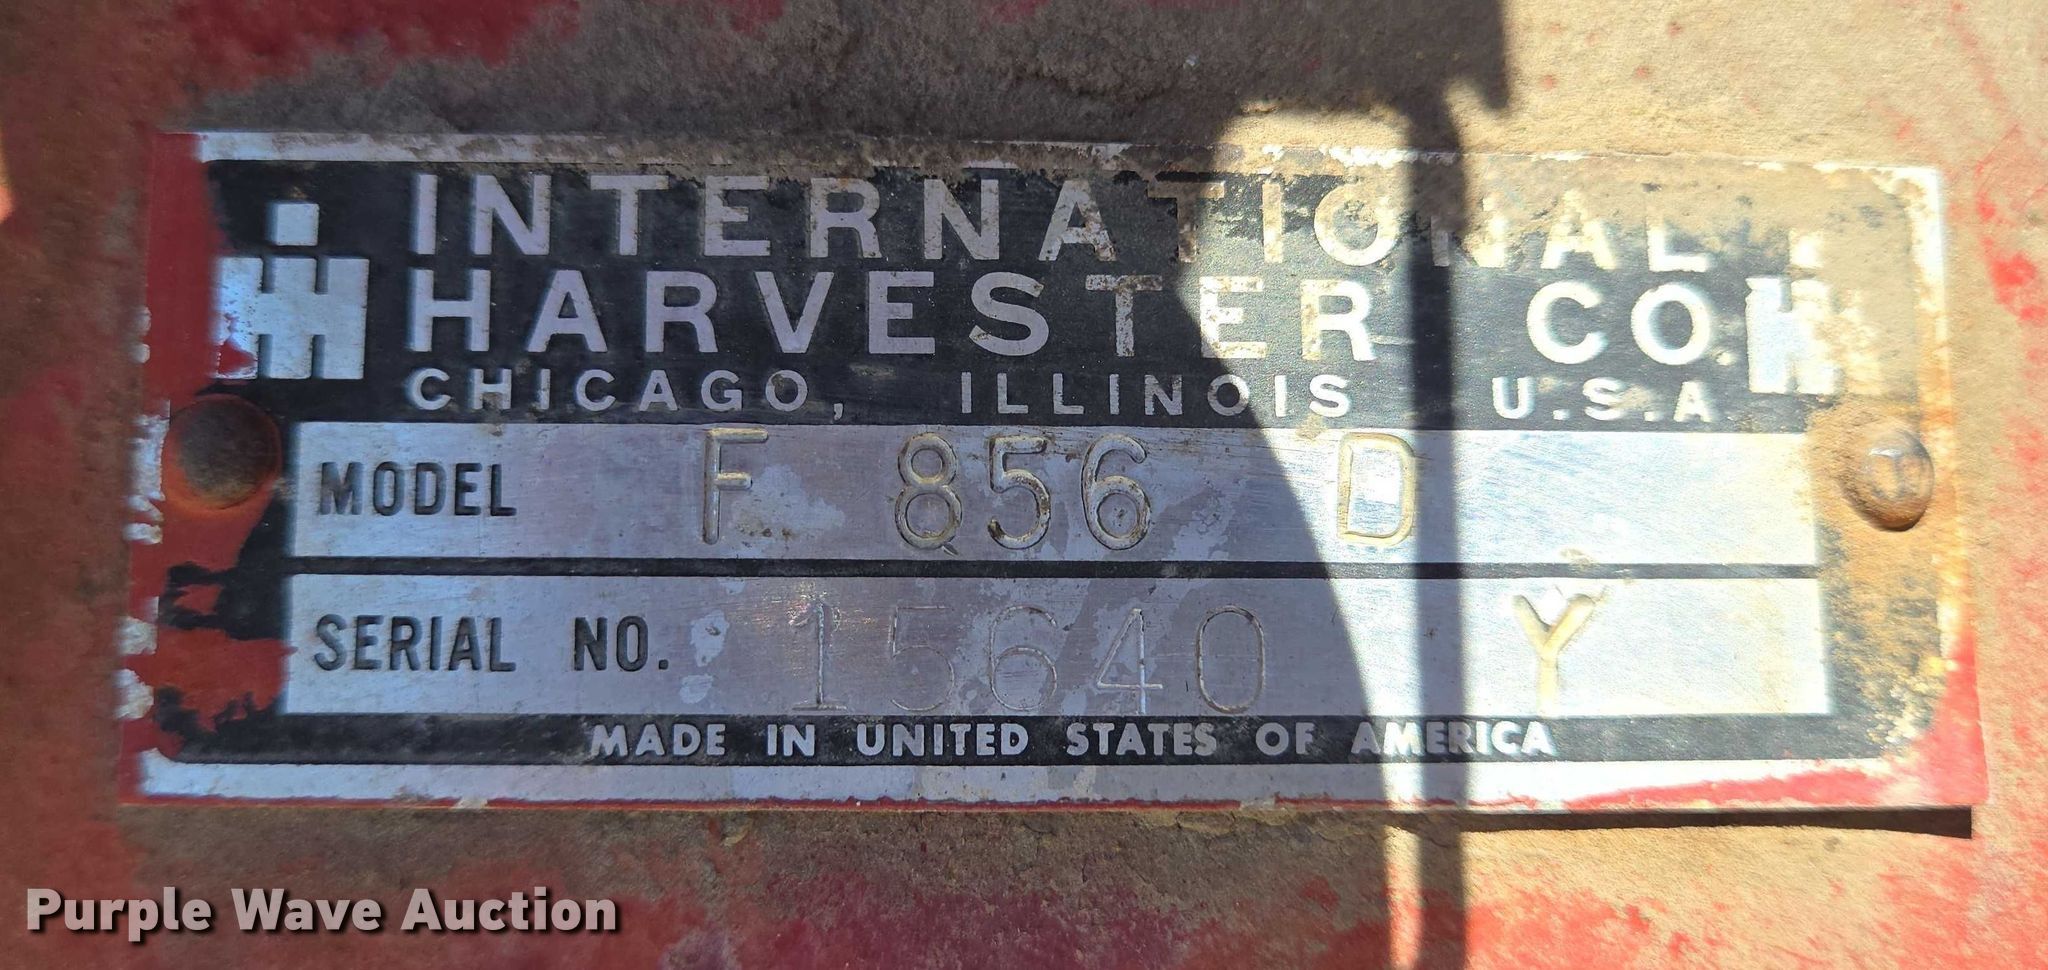 INTERNATIONAL
HARVESTER CO.
CHICAGO, ILLINOIS U.S.A
MODEL F 856 D
SERIAL NO. 15640 Y
MADE IN UNITED STATES OF AMERICA
Purple Wave Auction